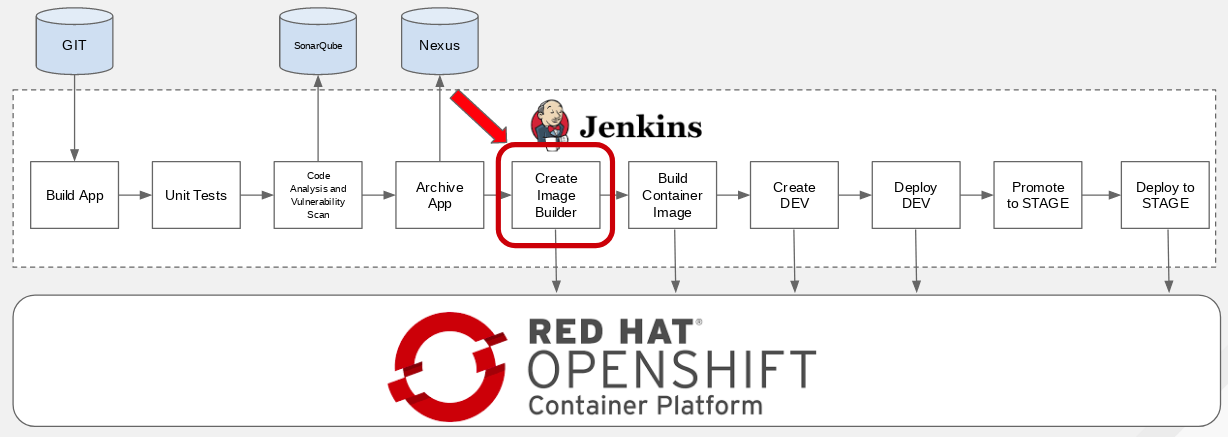 GIT
SonarQube
Nexus
Jenkins
Build App
Unit Tests
Code
Analysis and
Vulnerability
Scan
Archive
App
Create
Image
Builder
Build
Container
Image
Create
DEV
Deploy
DEV
Promote
to STAGE
Deploy to
STAGE
RED HAT®
OPENSHIFT
Container Platform